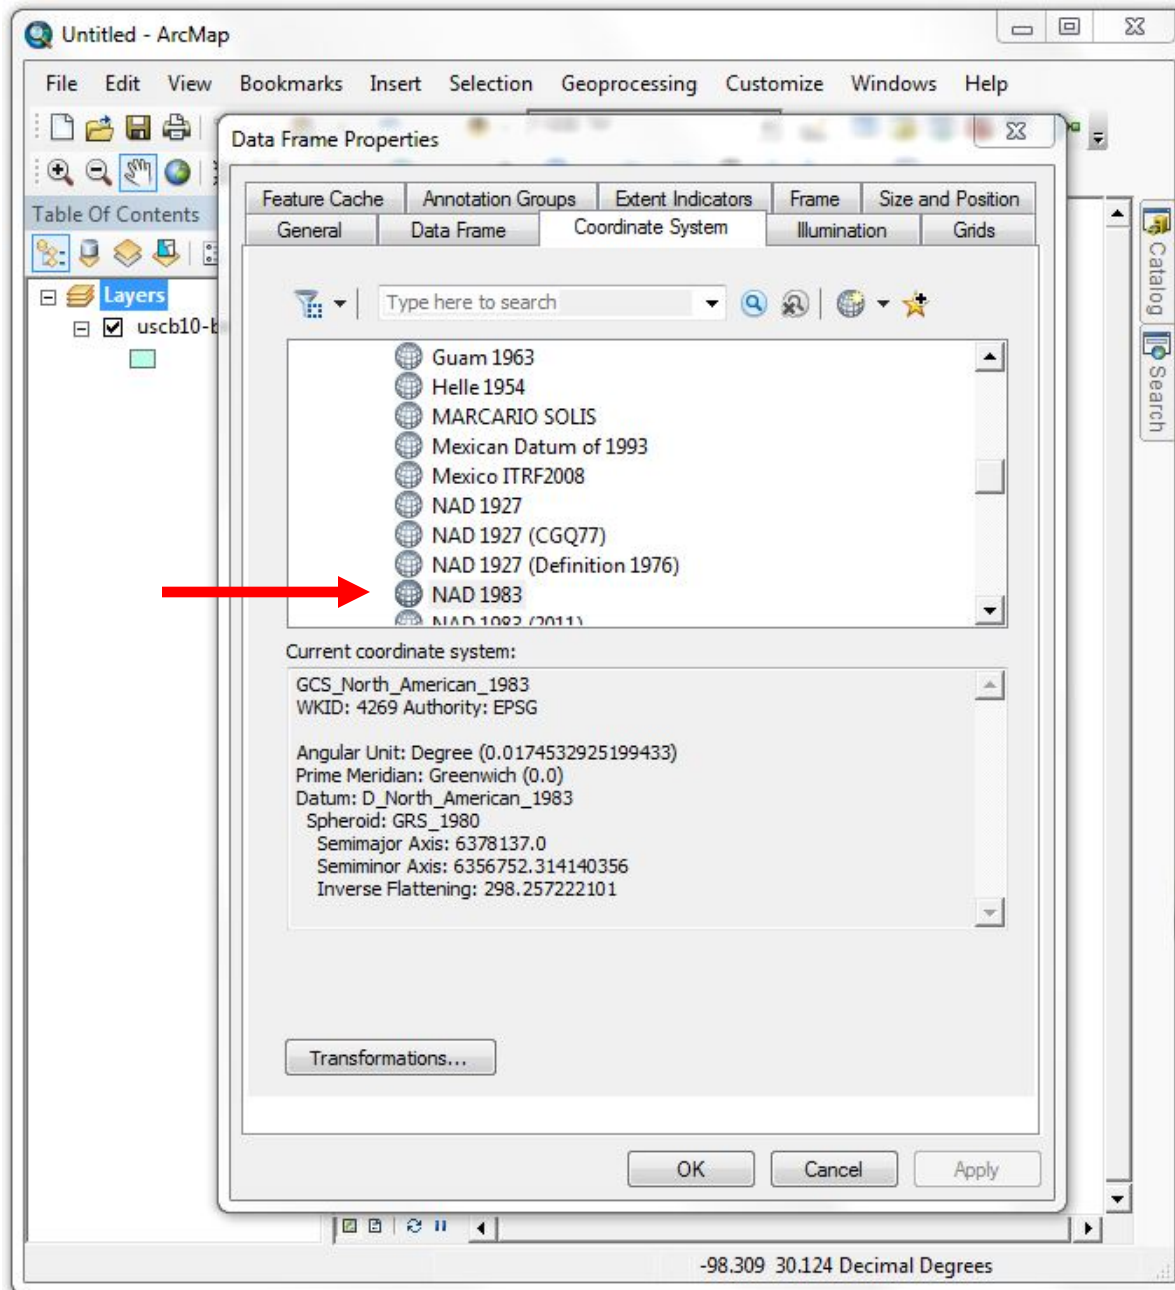 Untitled - ArcMap
File Edit View Bookmarks Insert Selection Geoprocessing Customize Windows Help
Data Frame Properties
Table Of Contents
Layers
uscb10-b
Feature Cache Annotation Groups Extent Indicators Frame Size and Position
General Data Frame Coordinate System Illumination Grids
Type here to search
Guam 1963
Helle 1954
MARCARIO SOLIS
Mexican Datum of 1993
Mexico ITRF2008
NAD 1927
NAD 1927 (CGQ77)
NAD 1927 (Definition 1976)
NAD 1983
NAD 1983 (2011)
Current coordinate system:
GCS_North_American_1983
WKID: 4269 Authority: EPSG
Angular Unit: Degree (0.0174532925199433)
Prime Meridian: Greenwich (0.0)
Datum: D_North_American_1983
Spheroid: GRS_1980
Semimajor Axis: 6378137.0
Semiminor Axis: 6356752.314140356
Inverse Flattening: 298.257222101
Transformations...
OK Cancel Apply
Catalog
Search
-98.309 30.124 Decimal Degrees